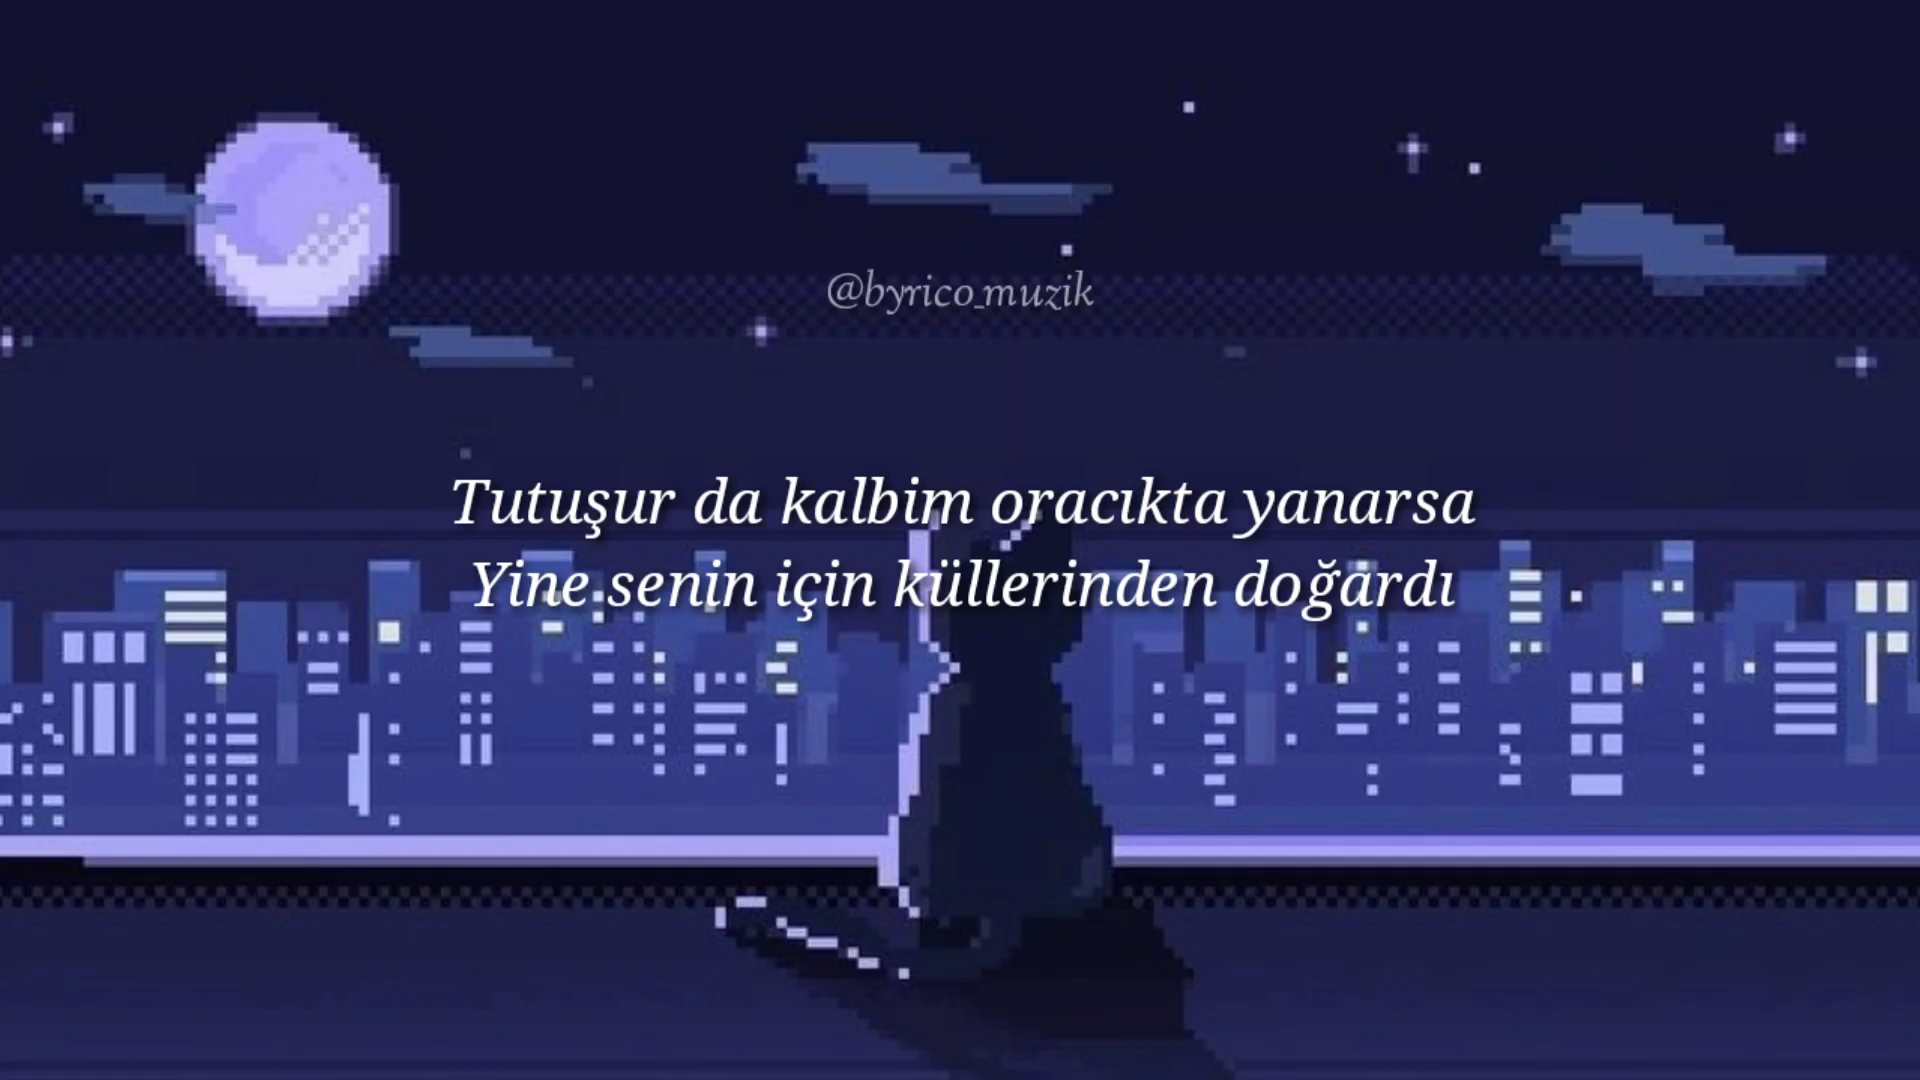 @byrico_muzik
Tutuşur da kalbim oracıkta yanarsa
Yine senin için küllerinden doğardı